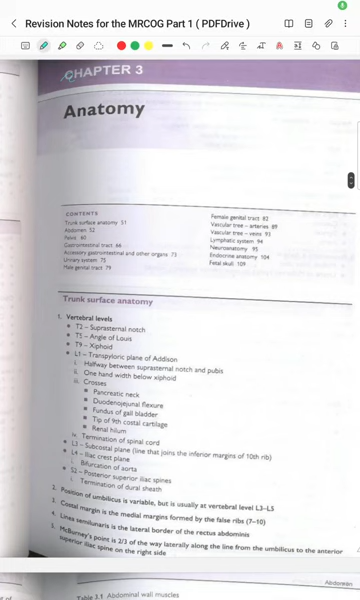 Revision Notes for the MRCOG Part 1 ( PDFDrive )
CHAPTER 3
Anatomy
CONTENTS
Trunk surface anatomy 51
Abdomen 52
Pelvis 60
Gastrointestinal tract 66
Accessory gastrointestinal and other organs 73
Urinary system 75
Male genital tract 79
Female genital tract 82
Vascular tree – arteries 89
Vascular tree – veins 93
Lymphatic system 94
Neuroanatomy 95
Endocrine anatomy 104
Fetal skull 109
Trunk surface anatomy
1. Vertebral levels
• T2 – Suprasternal notch
• T5 – Angle of Louis
• T9 – Xiphoid
• L1 – Transpyloric plane of Addison
i. Halfway between suprasternal notch and pubis
ii. One hand width below xiphoid
iii. Crosses
■ Pancreatic neck
■ Duodenojejunal flexure
■ Fundus of gall bladder
■ Tip of 9th costal cartilage
■ Renal hilum
iv. Termination of spinal cord
• L3 – Subcostal plane (line that joins the inferior margins of 10th rib)
• L4 – Iliac crest plane
i. Bifurcation of aorta
• S2 – Posterior superior iliac spines
i. Termination of dural sheath
2. Position of umbilicus is variable, but is usually at vertebral level L3–L5
3. Costal margin is the medial margins formed by the false ribs (7–10)
4. Linea semilunaris is the lateral border of the rectus abdominis
5. McBurney's point is 2/3 of the way laterally along the line from the umbilicus to the anterior
superior iliac spine on the right side
Abdomen
Table 3.1 Abdominal wall muscles